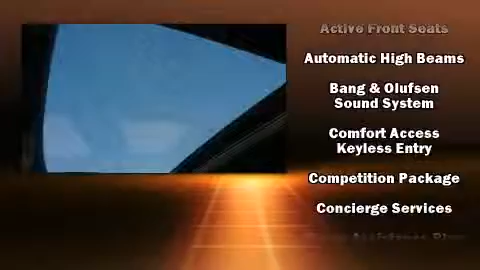 Active Front Seats
Automatic High Beams
Bang & Olufsen
Sound System
Comfort Access
Keyless Entry
Competition Package
Concierge Services